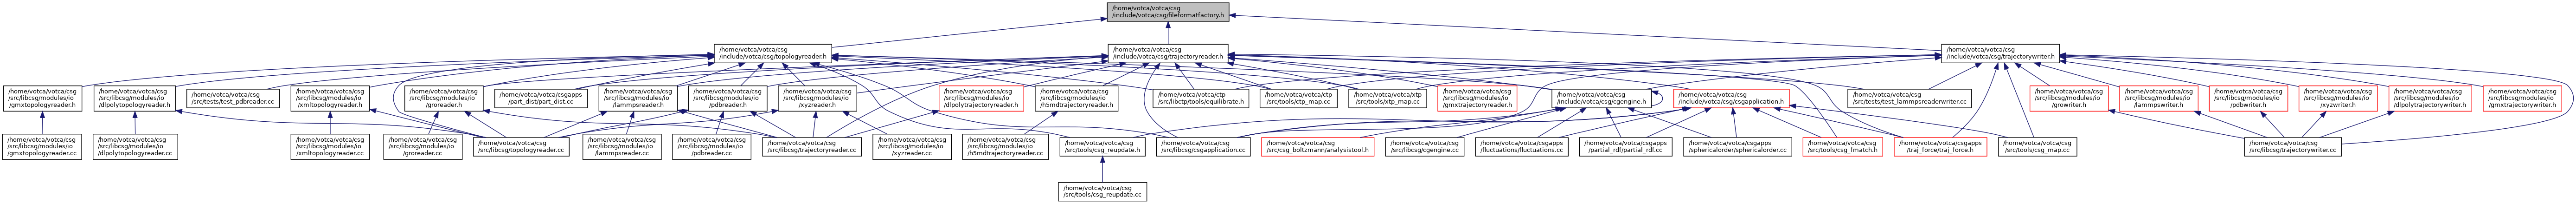 /home/votca/votca/csg
/include/votca/csg/fileformatfactory.h
/home/votca/votca/csg
/include/votca/csg/topologyreader.h
/home/votca/votca/csg
/include/votca/csg/trajectoryreader.h
/home/votca/votca/csg
/include/votca/csg/trajectorywriter.h
/home/votca/votca/csg
/src/libcsg/modules/io
/gmxtopologyreader.h
/home/votca/votca/csg
/src/libcsg/modules/io
/dlpolytopologyreader.h
/home/votca/votca/csg
/src/tests/test_pdbreader.cc
/home/votca/votca/csg
/src/libcsg/modules/io
/xmltopologyreader.h
/home/votca/votca/csg
/src/libcsg/modules/io
/groreader.h
/home/votca/votca/csgapps
/part_dist/part_dist.cc
/home/votca/votca/csg
/src/libcsg/modules/io
/lammpsreader.h
/home/votca/votca/csg
/src/libcsg/modules/io
/pdbreader.h
/home/votca/votca/csg
/src/libcsg/modules/io
/xyzreader.h
/home/votca/votca/csg
/src/libcsg/modules/io
/dlpolytrajectoryreader.h
/home/votca/votca/csg
/src/libcsg/modules/io
/h5mdtrajectoryreader.h
/home/votca/votca/ctp
/src/libctp/tools/equilibrate.h
/home/votca/votca/ctp
/src/tools/ctp_map.cc
/home/votca/votca/xtp
/src/tools/xtp_map.cc
/home/votca/votca/csg
/src/libcsg/modules/io
/gmxtrajectoryreader.h
/home/votca/votca/csg
/include/votca/csg/cgengine.h
/home/votca/votca/csg
/include/votca/csg/csgapplication.h
/home/votca/votca/csg
/src/tests/test_lammpsreaderwriter.cc
/home/votca/votca/csg
/src/libcsg/modules/io
/growriter.h
/home/votca/votca/csg
/src/libcsg/modules/io
/lammpswriter.h
/home/votca/votca/csg
/src/libcsg/modules/io
/pdbwriter.h
/home/votca/votca/csg
/src/libcsg/modules/io
/xyzwriter.h
/home/votca/votca/csg
/src/libcsg/modules/io
/dlpolytrajectorywriter.h
/home/votca/votca/csg
/src/libcsg/modules/io
/gmxtrajectorywriter.h
/home/votca/votca/csg
/src/libcsg/modules/io
/gmxtopologyreader.cc
/home/votca/votca/csg
/src/libcsg/modules/io
/dlpolytopologyreader.cc
/home/votca/votca/csg
/src/libcsg/modules/io
/xmltopologyreader.cc
/home/votca/votca/csg
/src/libcsg/modules/io
/groreader.cc
/home/votca/votca/csg
/src/libcsg/topologyreader.cc
/home/votca/votca/csg
/src/libcsg/modules/io
/lammpsreader.cc
/home/votca/votca/csg
/src/libcsg/modules/io
/pdbreader.cc
/home/votca/votca/csg
/src/libcsg/trajectoryreader.cc
/home/votca/votca/csg
/src/libcsg/modules/io
/xyzreader.cc
/home/votca/votca/csg
/src/libcsg/modules/io
/h5mdtrajectoryreader.cc
/home/votca/votca/csg
/src/tools/csg_reupdate.h
/home/votca/votca/csg
/src/libcsg/csgapplication.cc
/home/votca/votca/csg
/src/csg_boltzmann/analysistool.h
/home/votca/votca/csg
/src/libcsg/cgengine.cc
/home/votca/votca/csgapps
/fluctuations/fluctuations.cc
/home/votca/votca/csgapps
/partial_rdf/partial_rdf.cc
/home/votca/votca/csgapps
/sphericalorder/sphericalorder.cc
/home/votca/votca/csg
/src/tools/csg_fmatch.h
/home/votca/votca/csgapps
/traj_force/traj_force.h
/home/votca/votca/csg
/src/tools/csg_map.cc
/home/votca/votca/csg
/src/libcsg/trajectorywriter.cc
/home/votca/votca/csg
/src/tools/csg_reupdate.cc